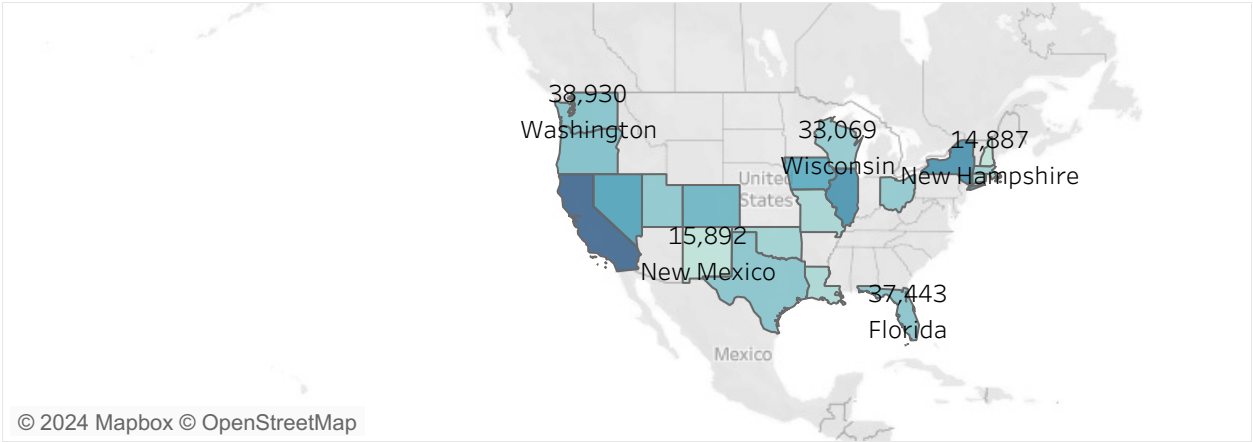 38,930
Washington
33,069
Wisconsin
14,887
New Hampshire
United
States
15,892
New Mexico
37,443
Florida
Mexico
© 2024 Mapbox © OpenStreetMap